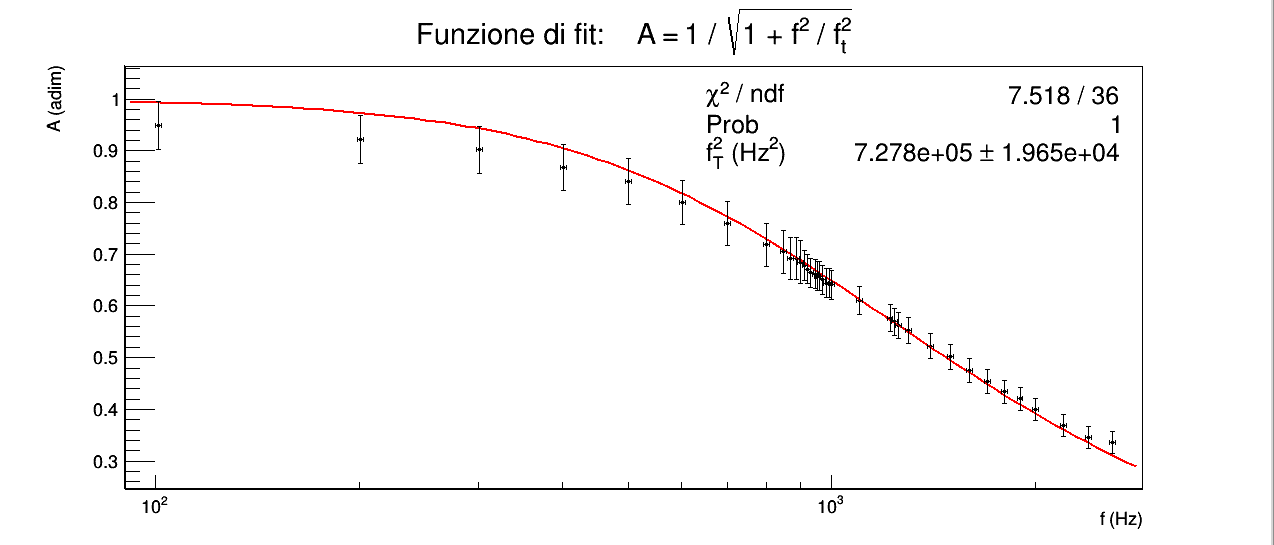 Funzione di fit: A = 1 / √1 + f² / f²ₜ
A (adim)
χ² / ndf 7.518 / 36
Prob 1
f²_T (Hz²) 7.278e+05 ± 1.965e+04
1
0.9
0.8
0.7
0.6
0.5
0.4
0.3
10² 10³
f (Hz)